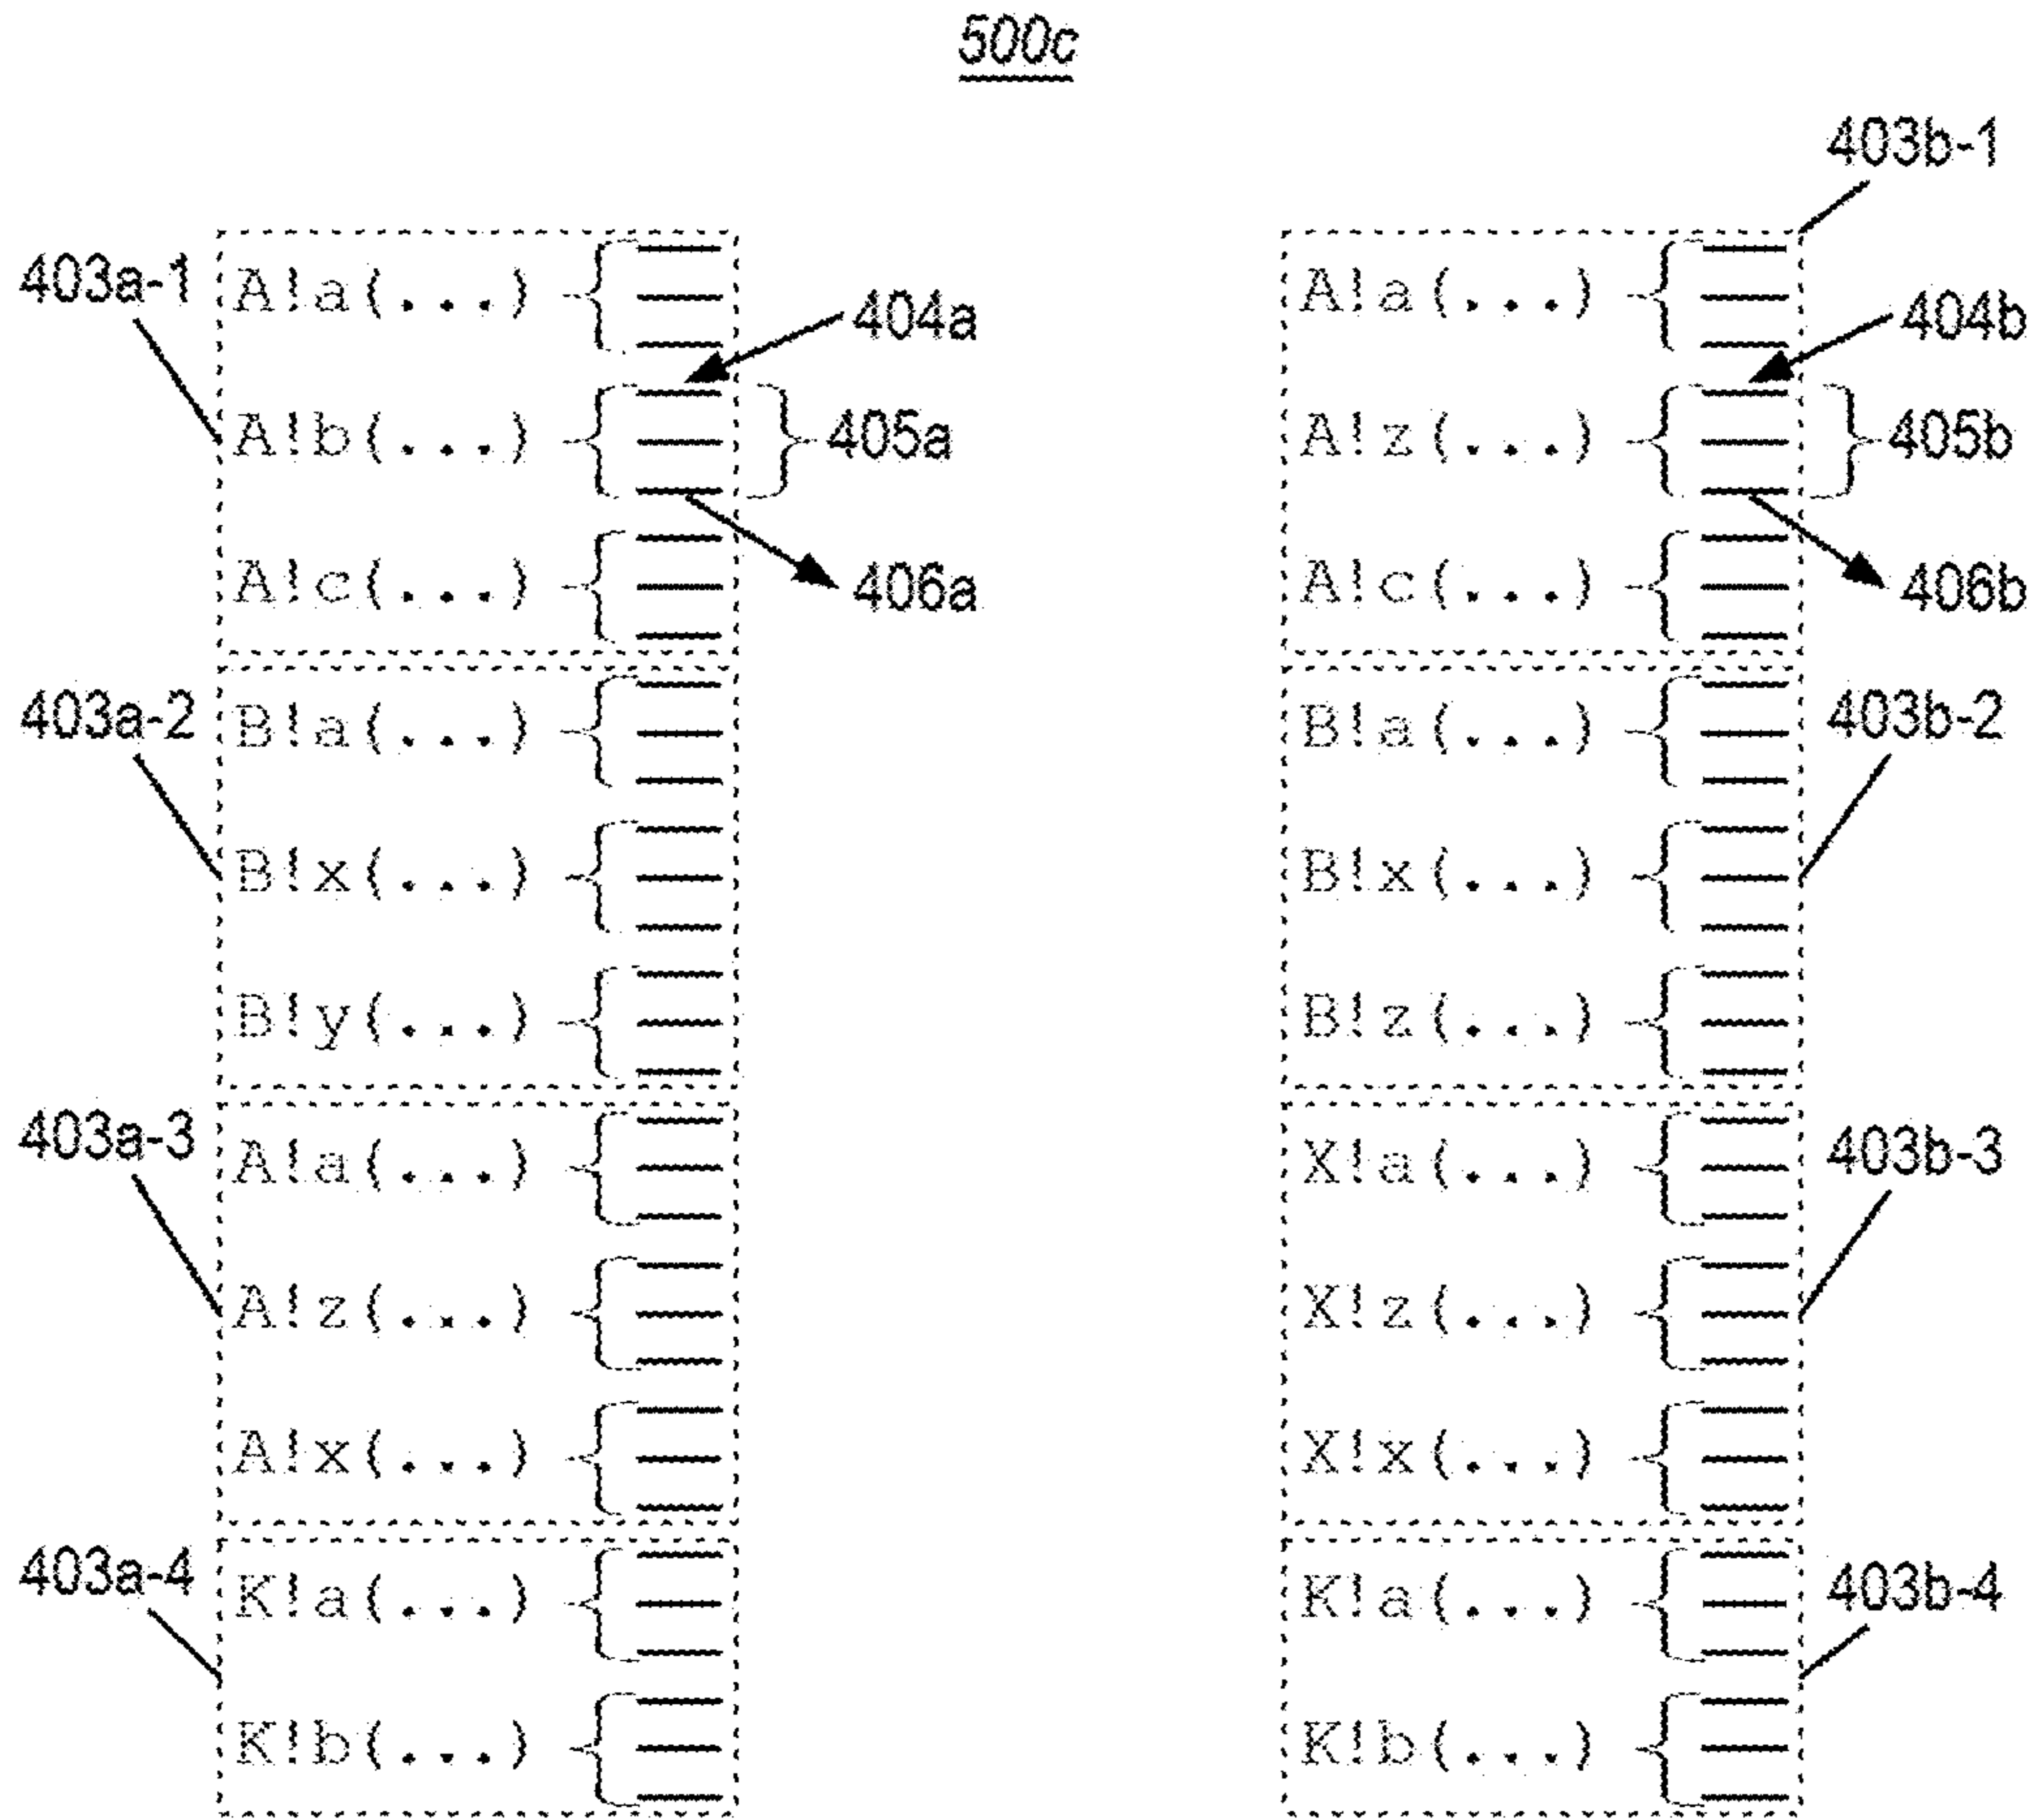 500c
403b-1
403a-1
A!a(...)
404a
A!a(...)
404b
A!b(...)
405a
A!z(...)
405b
A!c(...)
406a
A!c(...)
406b
403a-2
B!a(...)
B!a(...)
403b-2
B!x(...)
B!x(...)
B!y(...)
B!z(...)
403a-3
A!a(...)
X!a(...)
403b-3
A!z(...)
X!z(...)
A!x(...)
X!x(...)
403a-4
K!a(...)
K!a(...)
403b-4
K!b(...)
K!b(...)